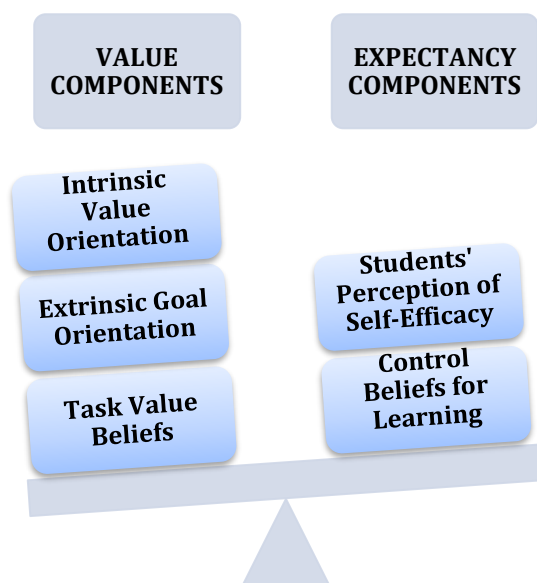 VALUE
COMPONENTS
EXPECTANCY
COMPONENTS
Intrinsic
Value
Orientation
Extrinsic Goal
Orientation
Task Value
Beliefs
Students'
Perception of
Self-Efficacy
Control
Beliefs for
Learning